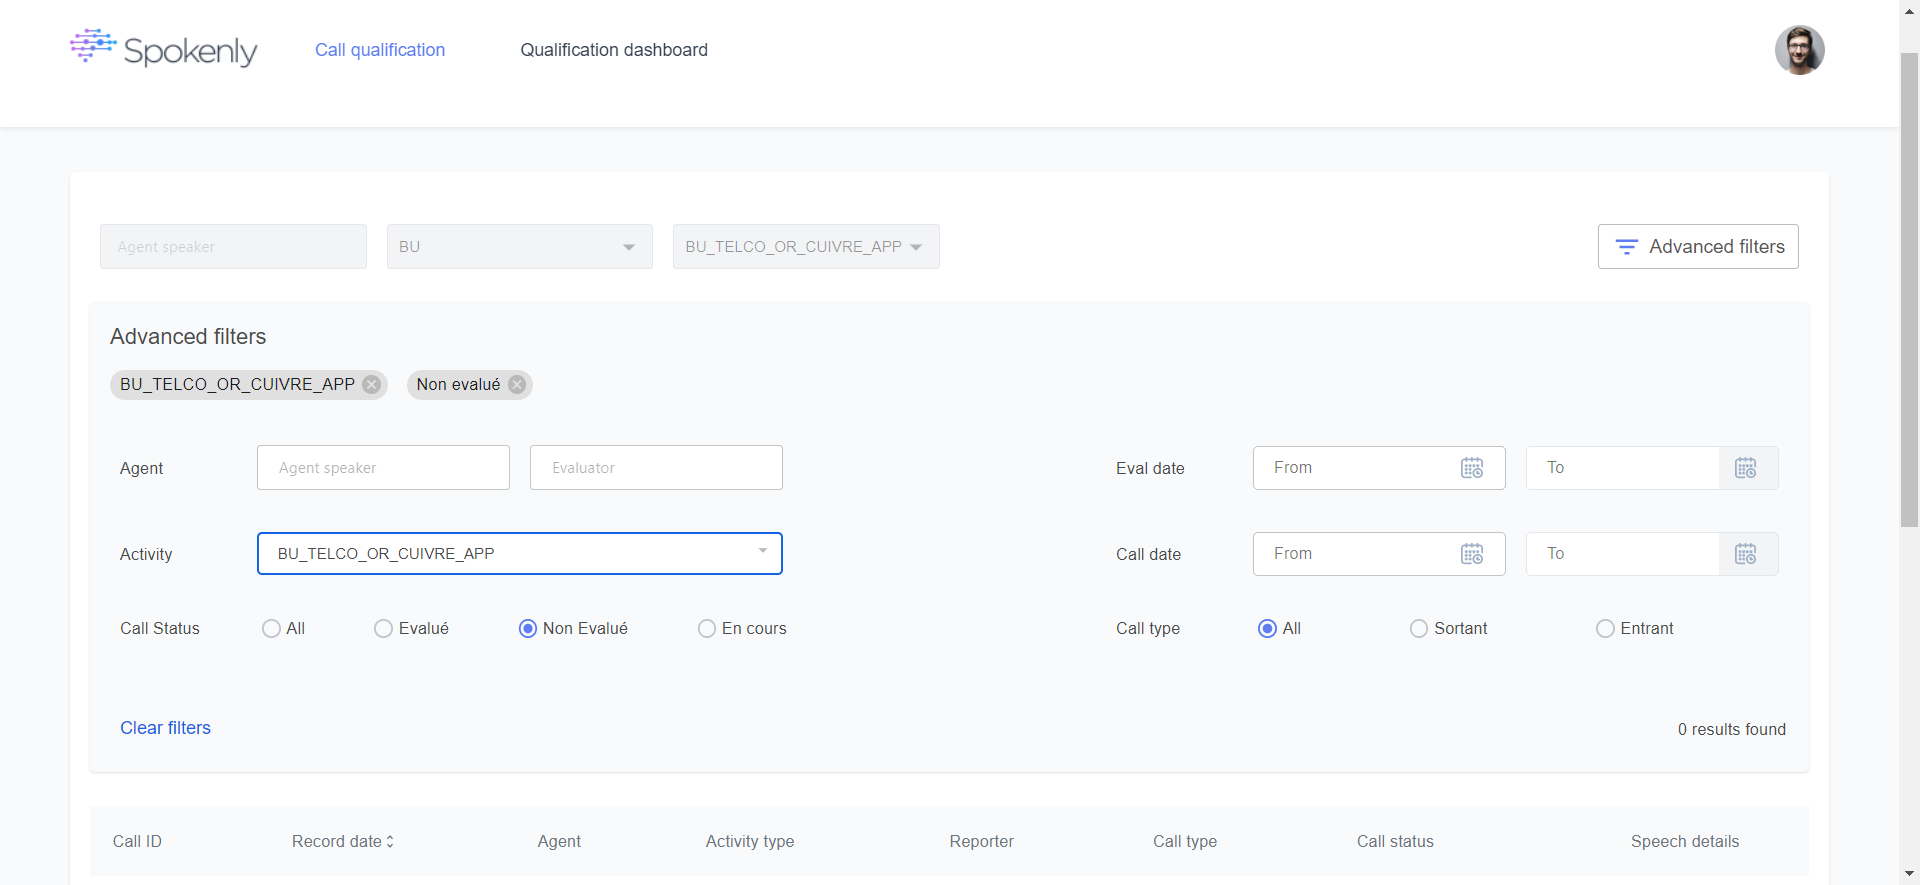 Spokenly
Call qualification
Qualification dashboard
Agent speaker
BU
BU_TELCO_OR_CUIVRE_APP
Advanced filters
Advanced filters
BU_TELCO_OR_CUIVRE_APP
Non evalué
Agent
Agent speaker
Evaluator
Eval date
From
To
Activity
BU_TELCO_OR_CUIVRE_APP
Call date
From
To
Call Status
All
Evalué
Non Evalué
En cours
Call type
All
Sortant
Entrant
Clear filters
0 results found
Call ID
Record date
Agent
Activity type
Reporter
Call type
Call status
Speech details